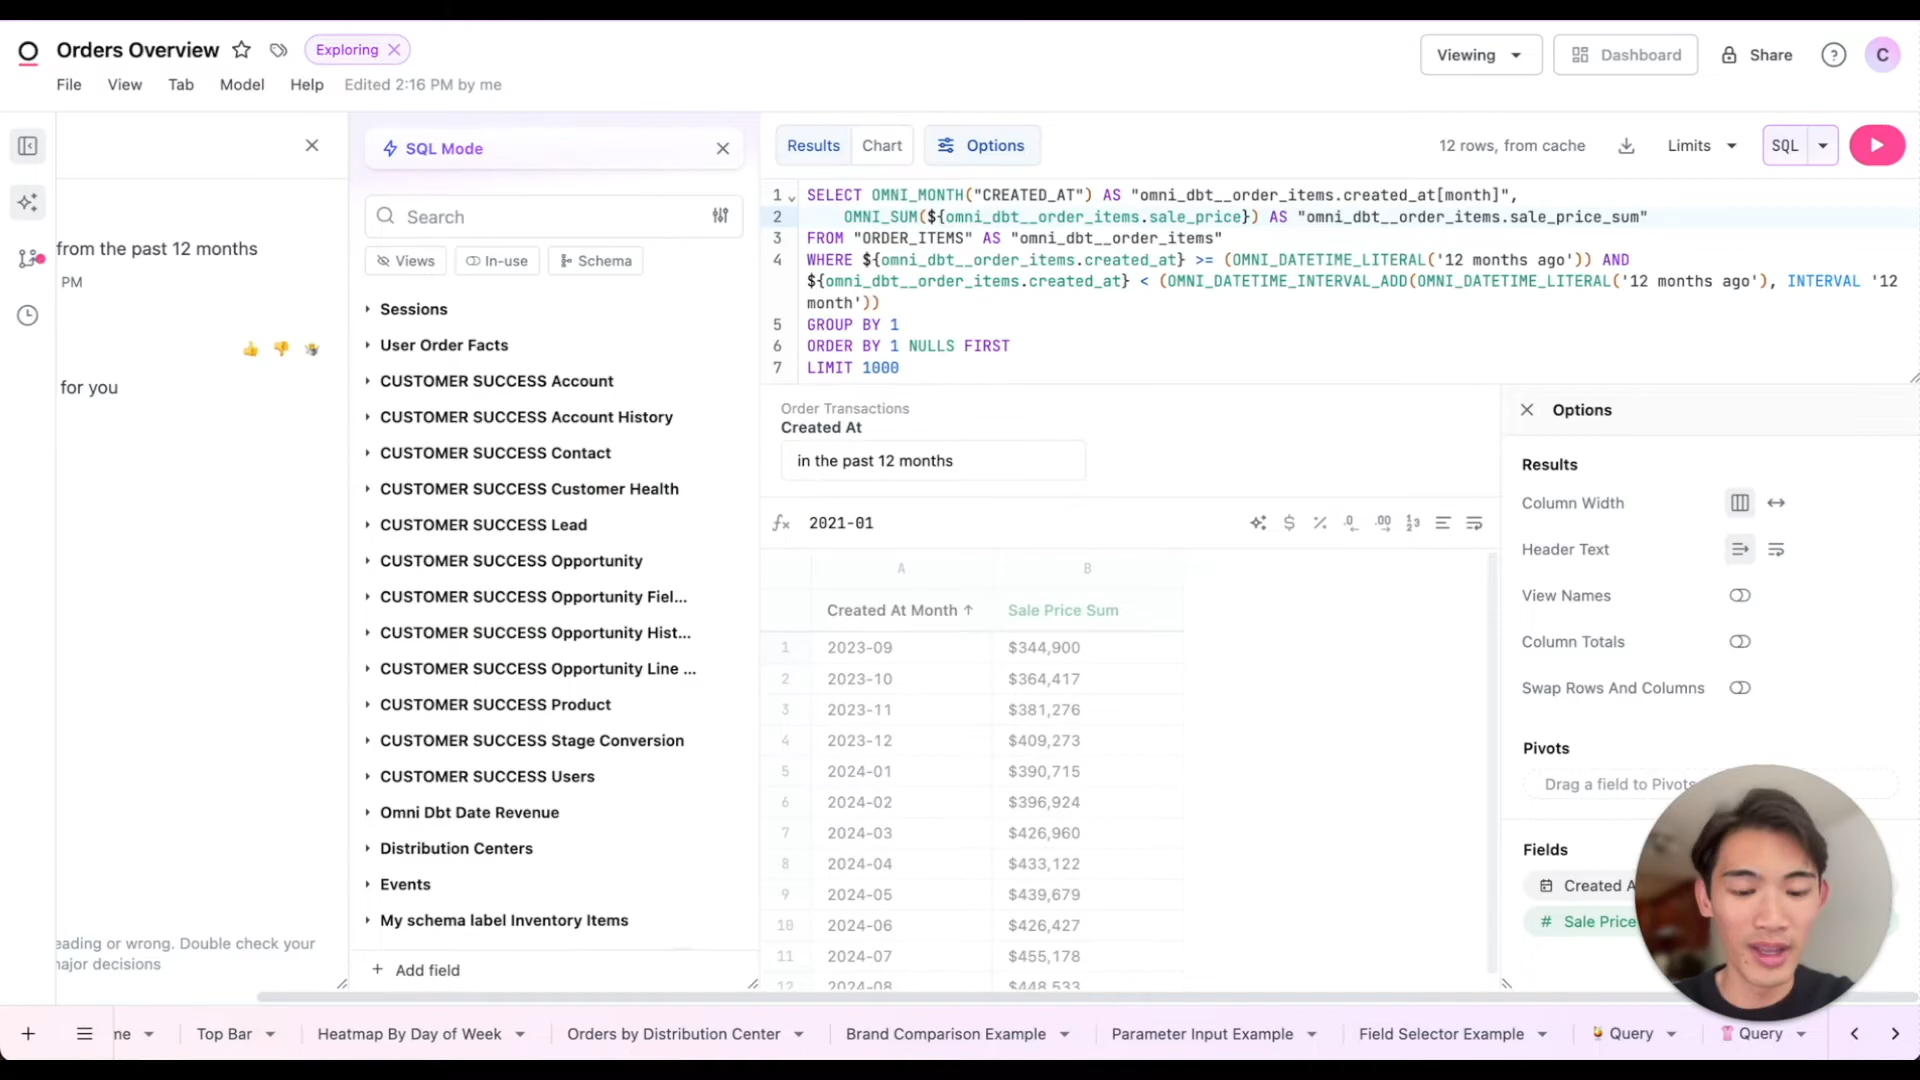 Orders Overview
Exploring
Viewing
Dashboard
Share
C
File
View
Tab
Model
Help
Edited 2:16 PM by me
from the past 12 months
PM
for you
eading or wrong. Double check your
najor decisions
SQL Mode
Search
Views
In-use
Schema
Sessions
User Order Facts
CUSTOMER SUCCESS Account
CUSTOMER SUCCESS Account History
CUSTOMER SUCCESS Contact
CUSTOMER SUCCESS Customer Health
CUSTOMER SUCCESS Lead
CUSTOMER SUCCESS Opportunity
CUSTOMER SUCCESS Opportunity Fiel...
CUSTOMER SUCCESS Opportunity Hist...
CUSTOMER SUCCESS Opportunity Line ...
CUSTOMER SUCCESS Product
CUSTOMER SUCCESS Stage Conversion
CUSTOMER SUCCESS Users
Omni Dbt Date Revenue
Distribution Centers
Events
My schema label Inventory Items
+ Add field
Results
Chart
Options
12 rows, from cache
Limits
SQL
1 SELECT OMNI_MONTH("CREATED_AT") AS "omni_dbt__order_items.created_at[month]",
2 OMNI_SUM(${omni_dbt__order_items.sale_price}) AS "omni_dbt__order_items.sale_price_sum"
3 FROM "ORDER_ITEMS" AS "omni_dbt__order_items"
4 WHERE ${omni_dbt__order_items.created_at} >= (OMNI_DATETIME_LITERAL('12 months ago')) AND
${omni_dbt__order_items.created_at} < (OMNI_DATETIME_INTERVAL_ADD(OMNI_DATETIME_LITERAL('12 months ago'), INTERVAL '12
month'))
5 GROUP BY 1
6 ORDER BY 1 NULLS FIRST
7 LIMIT 1000
Order Transactions
Created At
in the past 12 months
fx 2021-01
A B
Created At Month ↑ Sale Price Sum
1 2023-09 $344,900
2 2023-10 $364,417
3 2023-11 $381,276
4 2023-12 $409,273
5 2024-01 $390,715
6 2024-02 $396,924
7 2024-03 $426,960
8 2024-04 $433,122
9 2024-05 $439,679
10 2024-06 $426,427
11 2024-07 $455,178
12 2024-08 $448,533
Options
Results
Column Width
Header Text
View Names
Column Totals
Swap Rows And Columns
Pivots
Drag a field to Pivots
Fields
Created A
# Sale Price
me
Top Bar
Heatmap By Day of Week
Orders by Distribution Center
Brand Comparison Example
Parameter Input Example
Field Selector Example
Query
Query